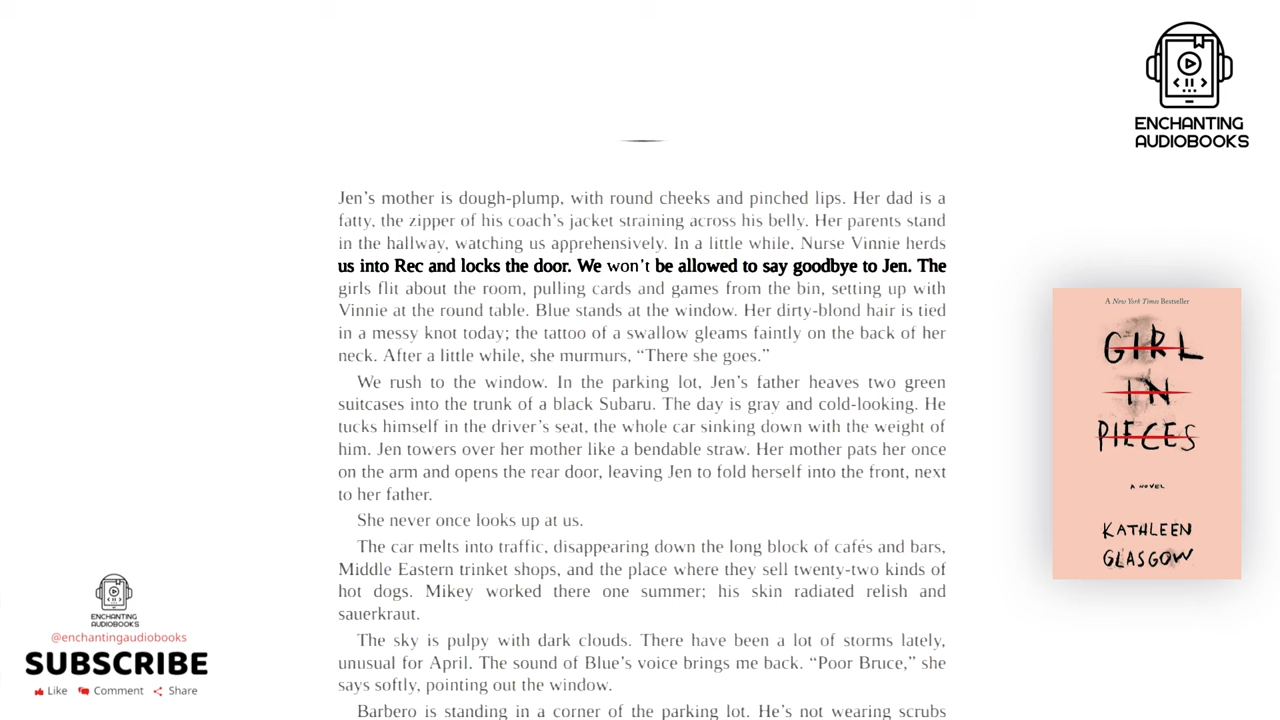 ENCHANTING
AUDIOBOOKS
Jen's mother is dough-plump, with round cheeks and pinched lips. Her dad is a
fatty, the zipper of his coach's jacket straining across his belly. Her parents stand
in the hallway, watching us apprehensively. In a little while, Nurse Vinnie herds
us into Rec and locks the door. We won't be allowed to say goodbye to Jen. The
girls flit about the room, pulling cards and games from the bin, setting up with
Vinnie at the round table. Blue stands at the window. Her dirty-blond hair is tied
in a messy knot today; the tattoo of a swallow gleams faintly on the back of her
neck. After a little while, she murmurs, “There she goes.”
We rush to the window. In the parking lot, Jen's father heaves two green
suitcases into the trunk of a black Subaru. The day is gray and cold-looking. He
tucks himself in the driver's seat, the whole car sinking down with the weight of
him. Jen towers over her mother like a bendable straw. Her mother pats her once
on the arm and opens the rear door, leaving Jen to fold herself into the front, next
to her father.
She never once looks up at us.
The car melts into traffic, disappearing down the long block of cafés and bars,
Middle Eastern trinket shops, and the place where they sell twenty-two kinds of
hot dogs. Mikey worked there one summer; his skin radiated relish and
sauerkraut.
The sky is pulpy with dark clouds. There have been a lot of storms lately,
unusual for April. The sound of Blue's voice brings me back. “Poor Bruce,” she
says softly, pointing out the window.
Barbero is standing in a corner of the parking lot. He's not wearing scrubs
A New York Times Bestseller
GIRL
IN
PIECES
A NOVEL
KATHLEEN
GLASGOW
ENCHANTING
AUDIOBOOKS
@enchantingaudiobooks
SUBSCRIBE
Like Comment Share